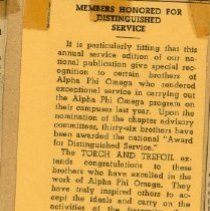 MEMBERS HONORED FOR
DISTINGUISHED
SERVICE
It is particularly fitting that this
annual service edition of our na-
tional publication give special rec-
ognition to certain brothers of
Alpha Phi Omega who rendered
exceptional service in carrying out
the Alpha Phi Omega program on
their campuses last year. Upon the
nomination of the chapter advisory
committees, thirty-six brothers have
been awarded the national "Award
for Distinguished Service."
The TORCH AND TREFOIL ex-
tends congratulations to these
brothers who have excelled in the
work of Alpha Phi Omega. They
have truly inspired others to ac-
cept the ideals and carry on the
activities of the